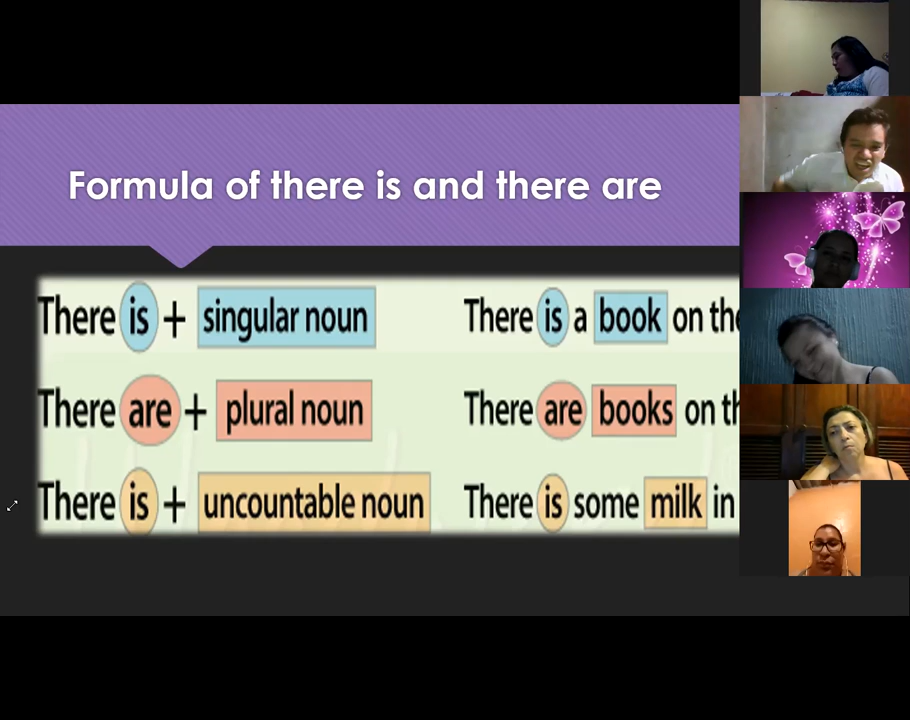 Formula of there is and there are
There is + singular noun
There is a book on the
There are + plural noun
There are books on
There is + uncountable noun
There is some milk in